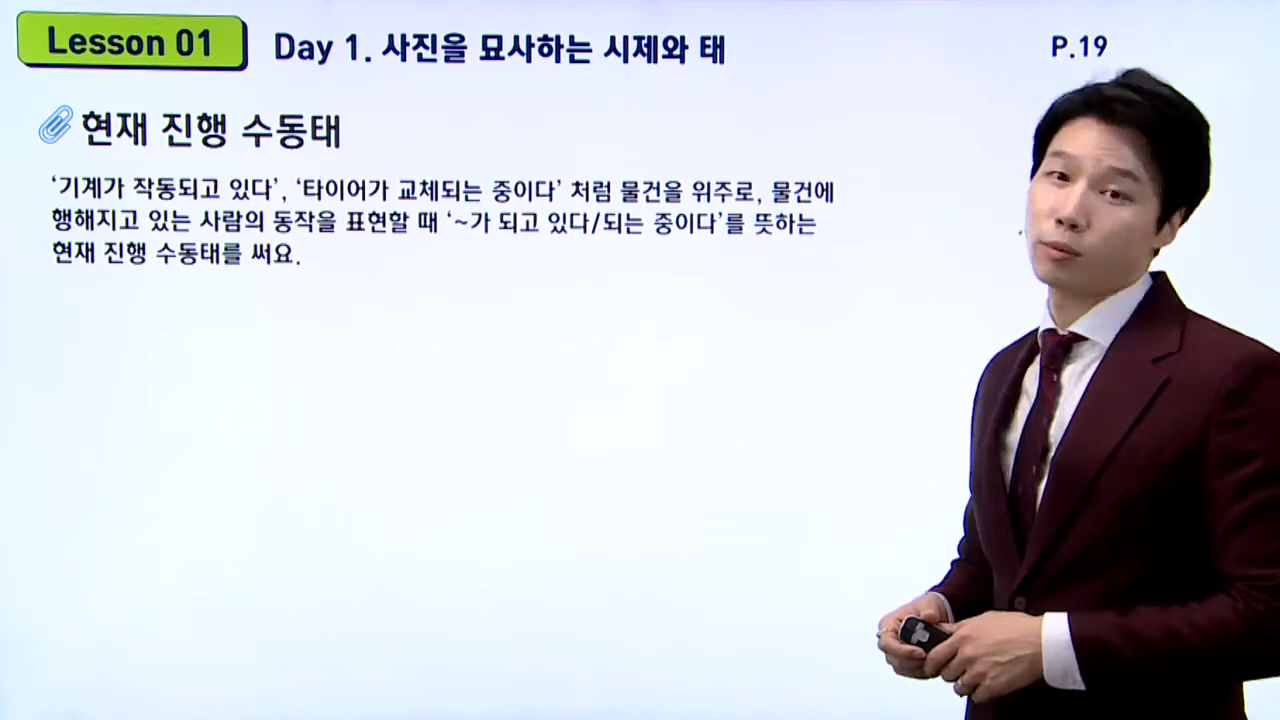 Lesson 01
Day 1. 사진을 묘사하는 시제와 태
P.19
현재 진행 수동태
‘기계가 작동되고 있다’, ‘타이어가 교체되는 중이다’ 처럼 물건을 위주로, 물건에
행해지고 있는 사람의 동작을 표현할 때 ‘~가 되고 있다/되는 중이다’를 뜻하는
현재 진행 수동태를 써요.